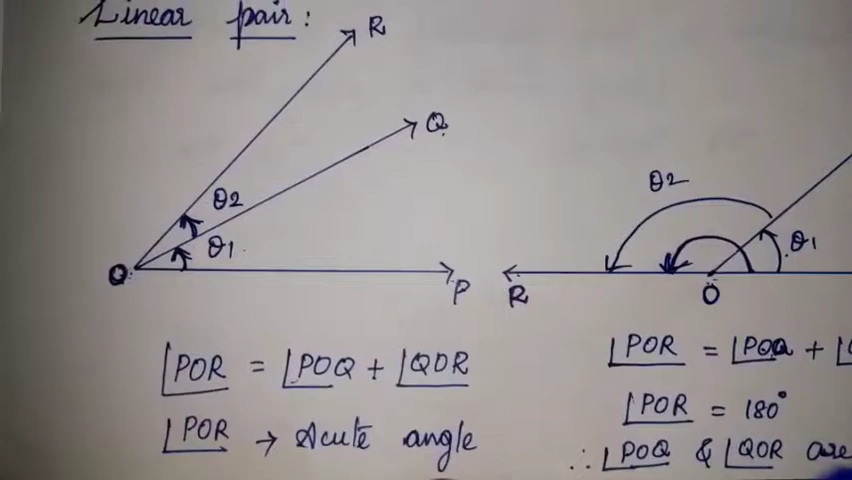 Linear pair:
R
Q
θ2
θ1
O
P
∠POR = ∠POQ + ∠QOR
∠POR → Acute angle
θ2
θ1
R
O
∠POR = ∠POQ +
∠POR = 180°
∴ ∠POQ & ∠QOR are